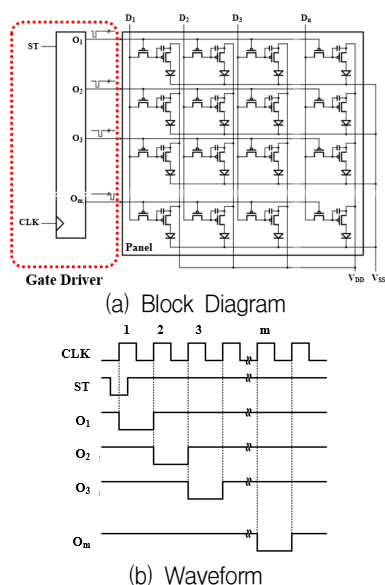 D1 D2 D3 Dn
ST
O1
O2
O3
Om
CLK
Panel
Gate Driver
VDD VSS
(a) Block Diagram
1 2 3 m
CLK
ST
O1
O2
O3
Om
(b) Waveform